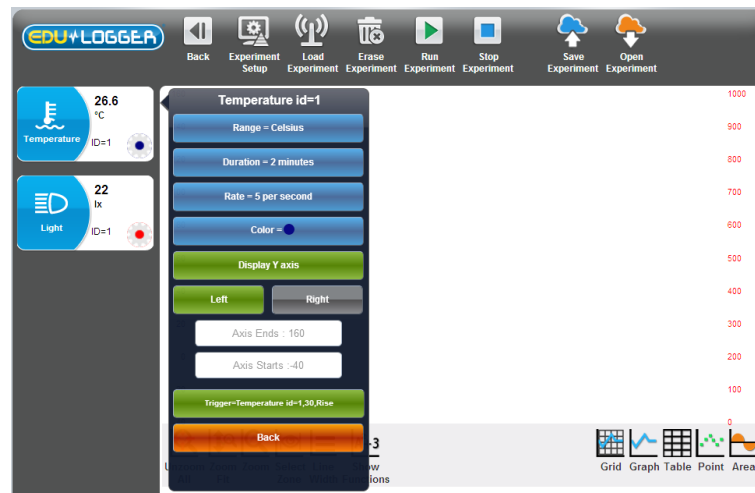 EDU LOGGER
Back
Experiment Setup
Load Experiment
Erase Experiment
Run Experiment
Stop Experiment
Save Experiment
Open Experiment
26.6
°C
Temperature
ID=1
22
lx
Light
ID=1
Temperature id=1
Range = Celsius
Duration = 2 minutes
Rate = 5 per second
Color =
Display Y axis
Left
Right
Axis Ends : 160
Axis Starts :-40
Trigger=Temperature id=1,30,Rise
Back
1000
900
800
700
600
500
400
300
200
100
0
Grid
Graph
Table
Point
Area